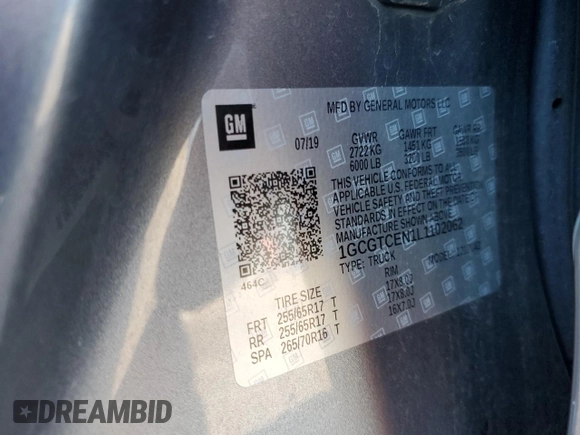 GM
MFD BY GENERAL MOTORS LLC
07/19
GVWR GAWR FRT
2722 KG 1451 KG
6000 LB 3200 LB
THIS VEHICLE CONFORMS TO ALL
APPLICABLE U.S. FEDERAL MOTOR
VEHICLE SAFETY AND THEFT PREVENTION
STANDARDS IN EFFECT ON THE DATE OF
MANUFACTURE SHOWN ABOVE.
1GCGTCEN1L1102062
TYPE: TRUCK MODEL:
464C
TIRE SIZE RIM
FRT 255/65R17 T 17X8.0J
RR 255/65R17 T 17X8.0J
SPA 265/70R16 T 16X7.0J
DREAMBID